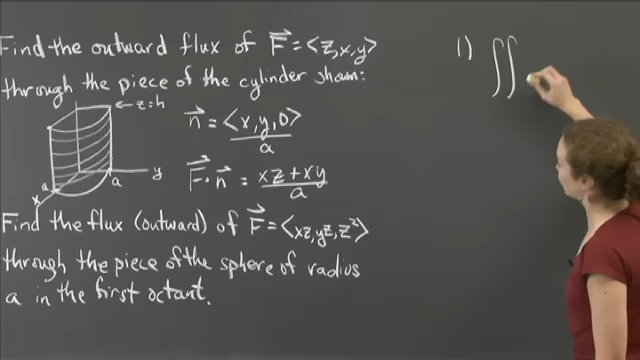 Find the outward flux of F⃗ = <z,x,y>
through the piece of the cylinder shown:
← z=h
n⃗ = <x,y,0>/a
a
a
y
x
F⃗·n⃗ = xz+xy/a
Find the flux (outward) of F⃗ = <xz, yz, z²>
through the piece of the sphere of radius
a in the first octant.
1) ∬